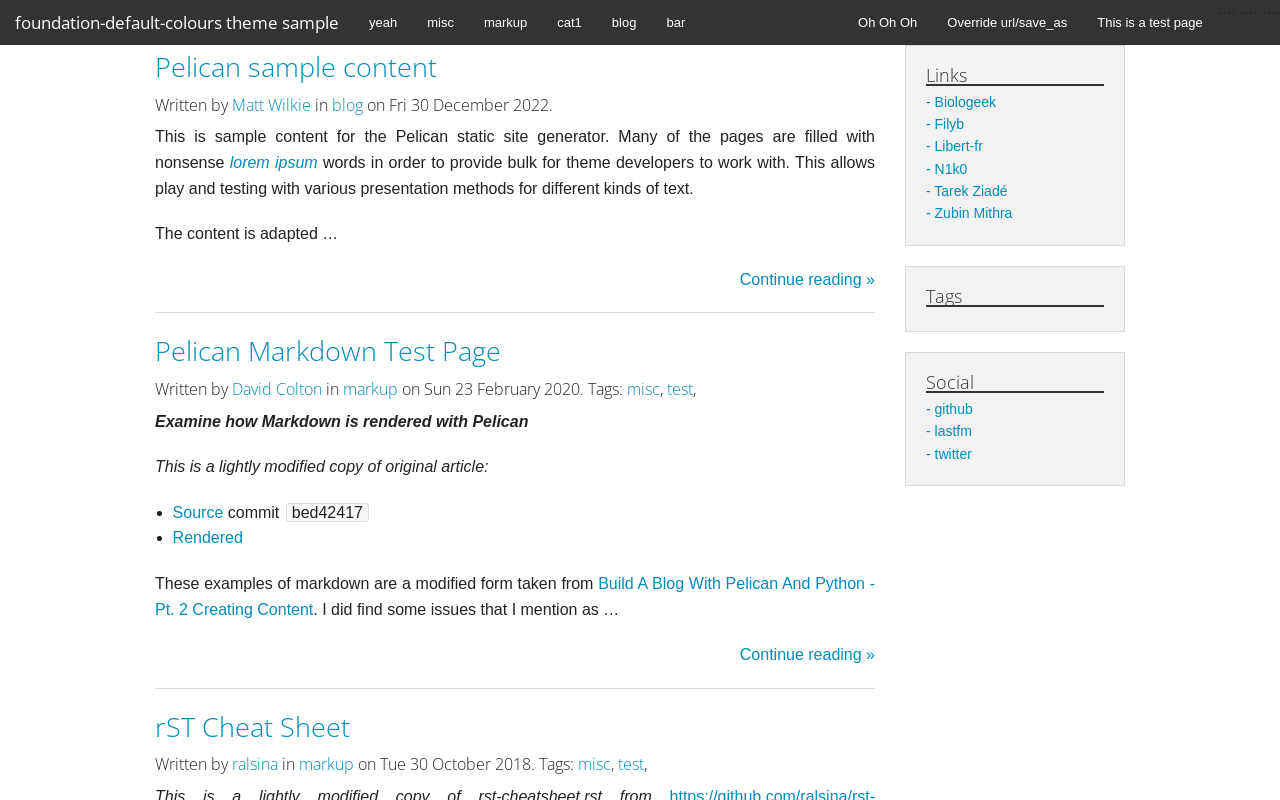 foundation-default-colours theme sample yeah misc markup cat1 blog bar Oh Oh Oh Override url/save_as This is a test page
Pelican sample content
Written by Matt Wilkie in blog on Fri 30 December 2022.
This is sample content for the Pelican static site generator. Many of the pages are filled with
nonsense lorem ipsum words in order to provide bulk for theme developers to work with. This allows
play and testing with various presentation methods for different kinds of text.
The content is adapted …
Continue reading »
Pelican Markdown Test Page
Written by David Colton in markup on Sun 23 February 2020. Tags: misc, test,
Examine how Markdown is rendered with Pelican
This is a lightly modified copy of original article:
• Source commit bed42417
• Rendered
These examples of markdown are a modified form taken from Build A Blog With Pelican And Python -
Pt. 2 Creating Content. I did find some issues that I mention as …
Continue reading »
rST Cheat Sheet
Written by ralsina in markup on Tue 30 October 2018. Tags: misc, test,
This is a lightly modified copy of rst-cheatsheet.rst from https://github.com/ralsina/rst-
Links
- Biologeek
- Filyb
- Libert-fr
- N1k0
- Tarek Ziadé
- Zubin Mithra
Tags
Social
- github
- lastfm
- twitter